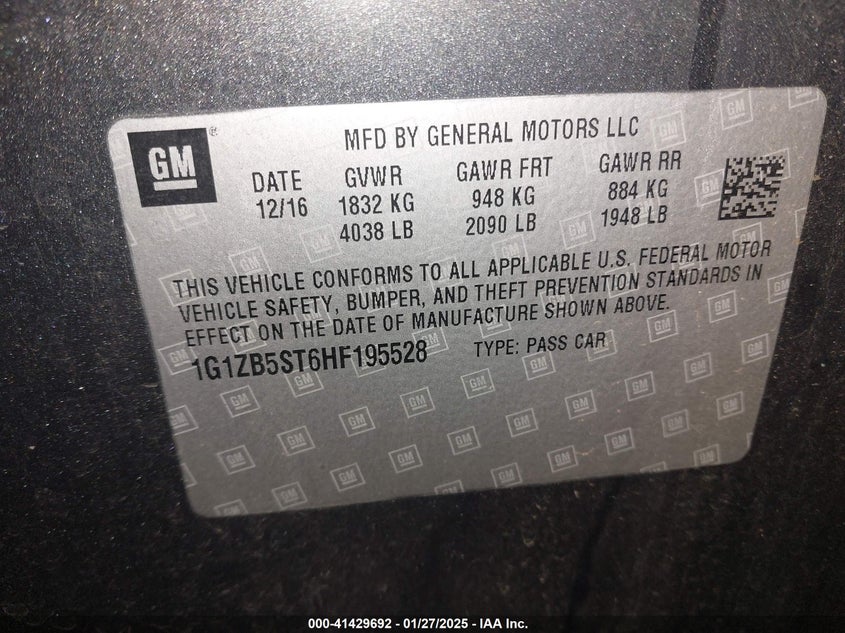 GM
MFD BY GENERAL MOTORS LLC
DATE GVWR GAWR FRT GAWR RR
12/16 1832 KG 948 KG 884 KG
4038 LB 2090 LB 1948 LB
THIS VEHICLE CONFORMS TO ALL APPLICABLE U.S. FEDERAL MOTOR
VEHICLE SAFETY, BUMPER, AND THEFT PREVENTION STANDARDS IN
EFFECT ON THE DATE OF MANUFACTURE SHOWN ABOVE.
1G1ZB5ST6HF195528 TYPE: PASS CAR
000-41429692 - 01/27/2025 - IAA Inc.